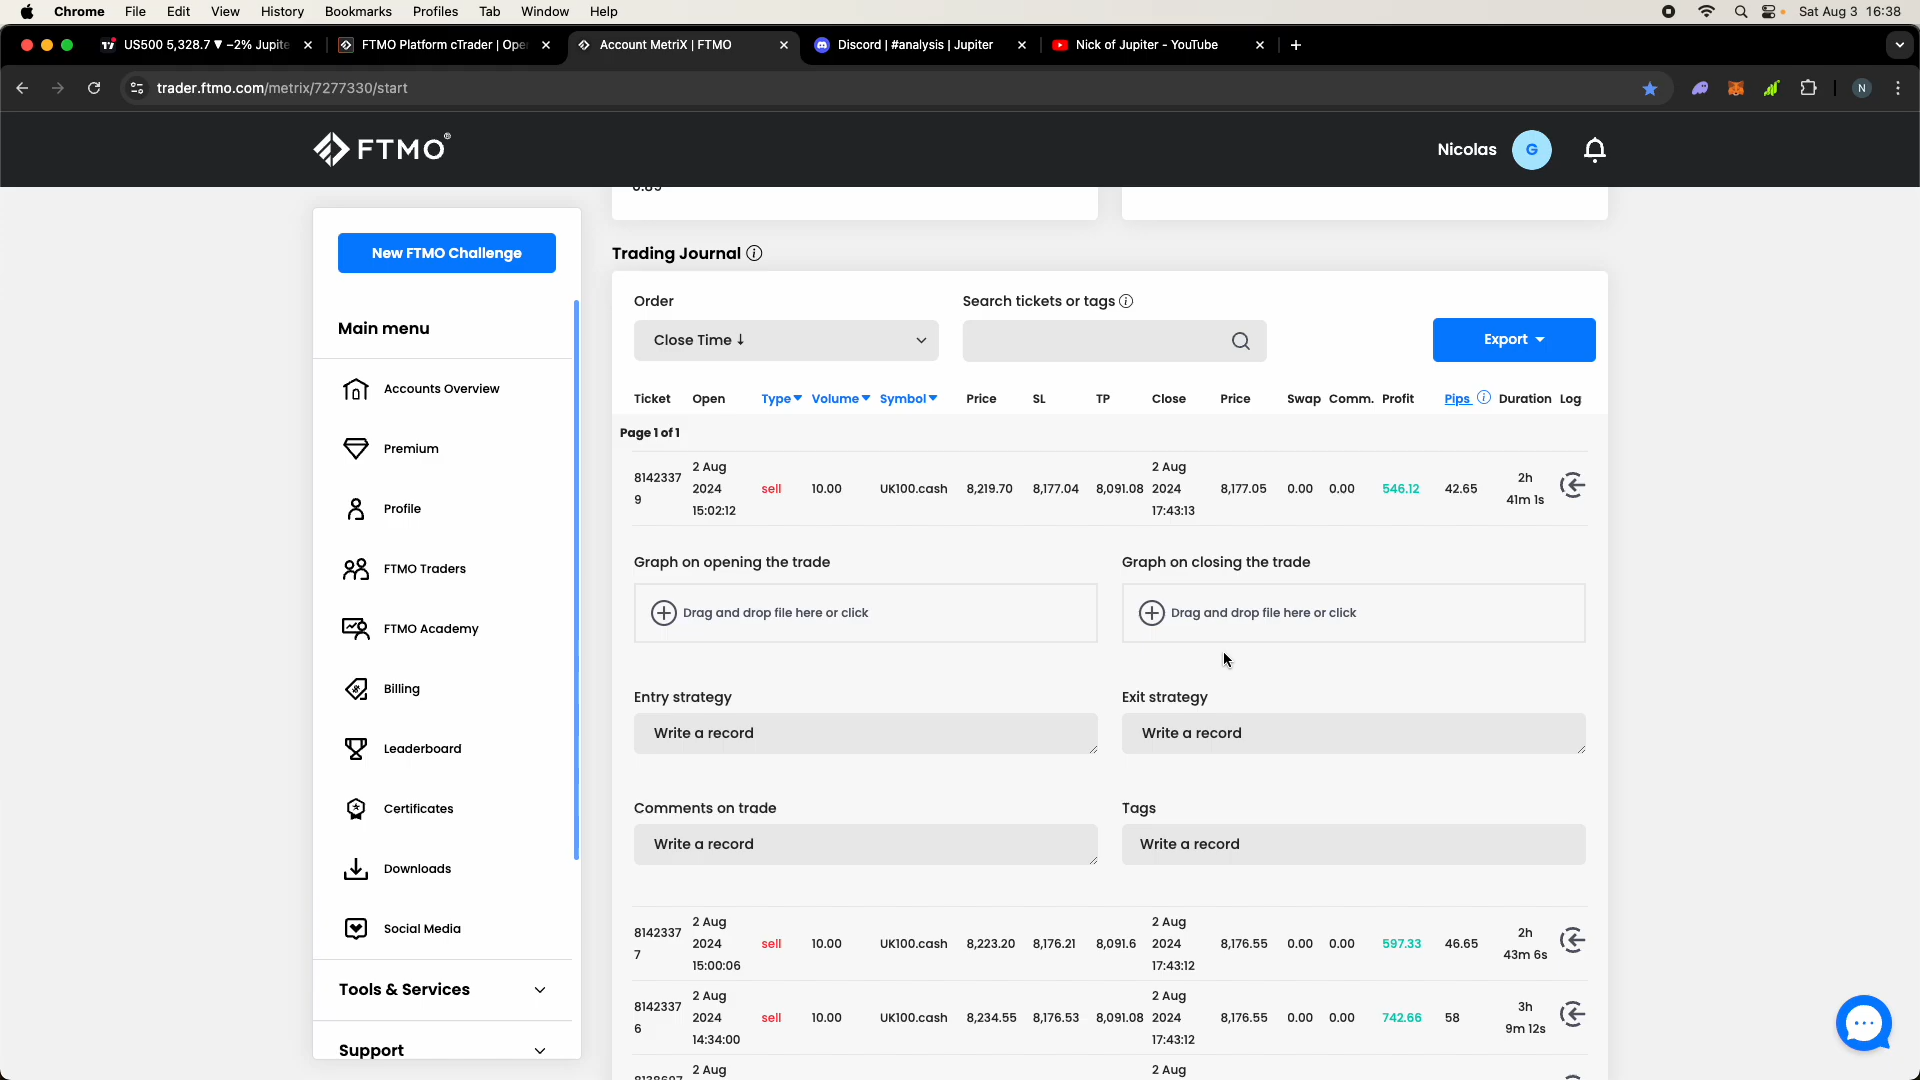 Chrome File Edit View History Bookmarks Profiles Tab Window Help Sat Aug 3 16:38
US500 5,328.7 ▼ −2% Jupite FTMO Platform cTrader | Ope Account MetriX | FTMO Discord | #analysis | Jupiter Nick of Jupiter - YouTube
trader.ftmo.com/metrix/7277330/start N
FTMO® Nicolas G
New FTMO Challenge
Main menu
Accounts Overview
Premium
Profile
FTMO Traders
FTMO Academy
Billing
Leaderboard
Certificates
Downloads
Social Media
Tools & Services
Support
Trading Journal
Order Search tickets or tags
Close Time ↓ Export
Ticket Open Type Volume Symbol Price SL TP Close Price Swap Comm. Profit Pips Duration Log
Page 1 of 1
2 Aug 2 Aug
8142337 2h
2024 sell 10.00 UK100.cash 8,219.70 8,177.04 8,091.08 2024 8,177.05 0.00 0.00 546.12 42.65
9 41m 1s
15:02:12 17:43:13
Graph on opening the trade Graph on closing the trade
Drag and drop file here or click Drag and drop file here or click
Entry strategy Exit strategy
Write a record Write a record
Comments on trade Tags
Write a record Write a record
2 Aug 2 Aug
8142337 2h
2024 sell 10.00 UK100.cash 8,223.20 8,176.21 8,091.6 2024 8,176.55 0.00 0.00 597.33 46.65
7 43m 6s
15:00:06 17:43:12
2 Aug 2 Aug
8142337 3h
2024 sell 10.00 UK100.cash 8,234.55 8,176.53 8,091.08 2024 8,176.55 0.00 0.00 742.66 58
6 9m 12s
14:34:00 17:43:12
2 Aug 2 Aug